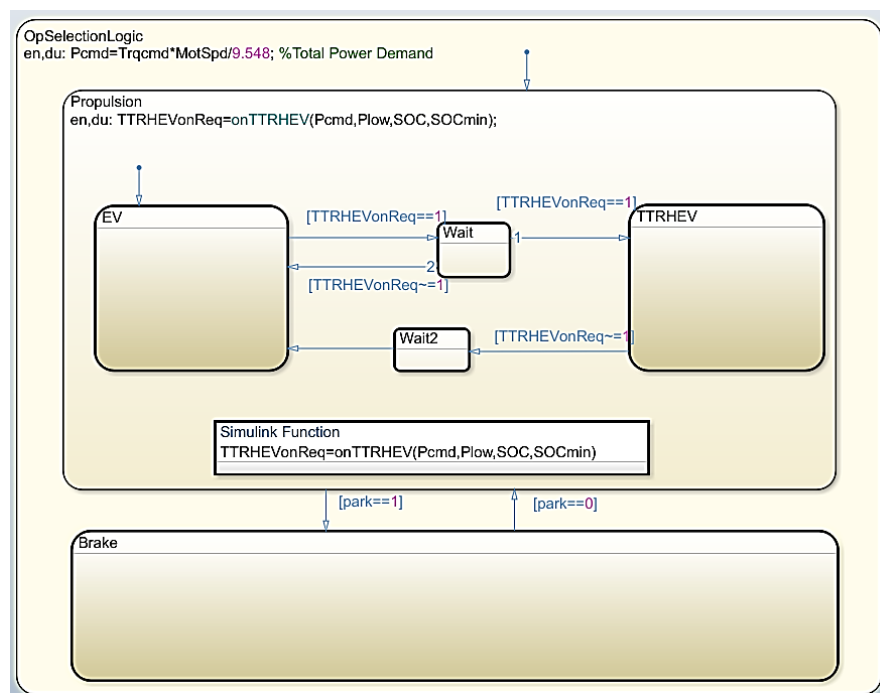 OpSelectionLogic
en,du: Pcmd=Trqcmd*MotSpd/9.548; %Total Power Demand
Propulsion
en,du: TTRHEVonReq=onTTRHEV(Pcmd,Plow,SOC,SOCmin);
EV
[TTRHEVonReq==1]
Wait
[TTRHEVonReq==1]
1
TTRHEV
2
[TTRHEVonReq~=1]
Wait2
[TTRHEVonReq~=1]
Simulink Function
TTRHEVonReq=onTTRHEV(Pcmd,Plow,SOC,SOCmin)
[park==1]
[park==0]
Brake